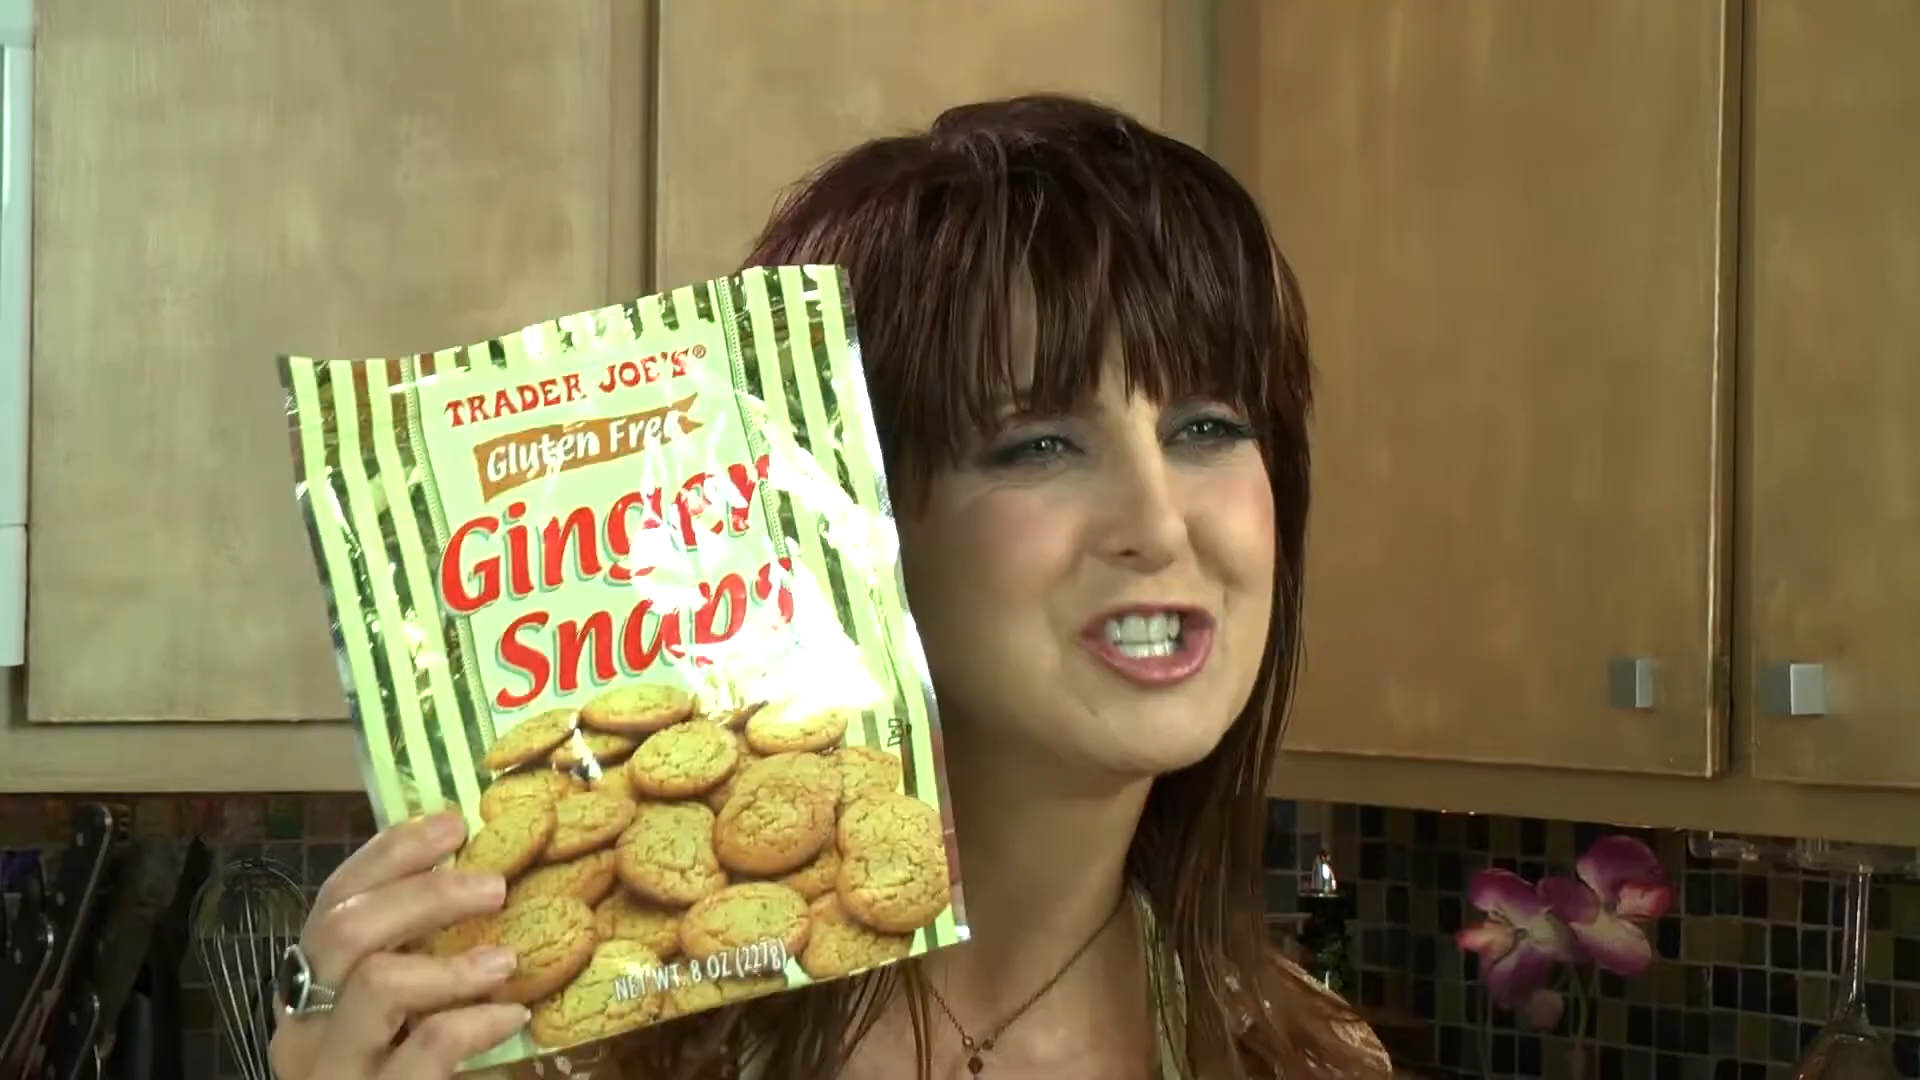 TRADER JOE'S®
Gluten Free
Ginger
Snaps
NET WT. 8 OZ (227g)